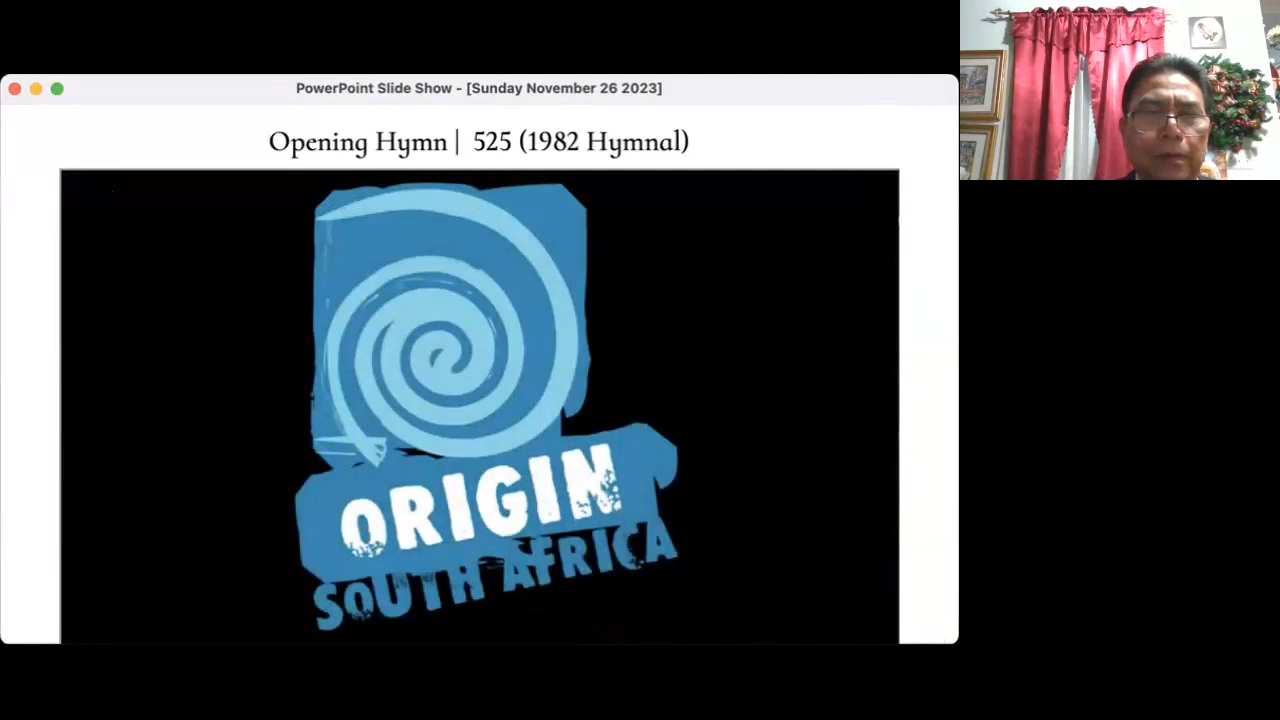 PowerPoint Slide Show - [Sunday November 26 2023]
Opening Hymn | 525 (1982 Hymnal)
ORIGIN
SOUTH AFRICA